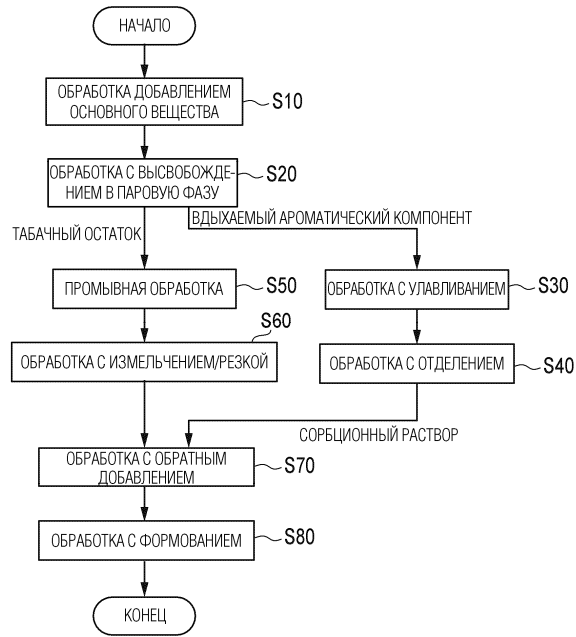 НАЧАЛО
ОБРАБОТКА ДОБАВЛЕНИЕМ
ОСНОВНОГО ВЕЩЕСТВА
S10
ОБРАБОТКА С ВЫСВОБОЖДЕ-
НИЕМ В ПАРОВУЮ ФАЗУ
S20
ВДЫХАЕМЫЙ АРОМАТИЧЕСКИЙ КОМПОНЕНТ
ТАБАЧНЫЙ ОСТАТОК
ПРОМЫВНАЯ ОБРАБОТКА
S50
ОБРАБОТКА С УЛАВЛИВАНИЕМ
S30
S60
ОБРАБОТКА С ИЗМЕЛЬЧЕНИЕМ/РЕЗКОЙ
ОБРАБОТКА С ОТДЕЛЕНИЕМ
S40
СОРБЦИОННЫЙ РАСТВОР
ОБРАБОТКА С ОБРАТНЫМ
ДОБАВЛЕНИЕМ
S70
ОБРАБОТКА С ФОРМОВАНИЕМ
S80
КОНЕЦ